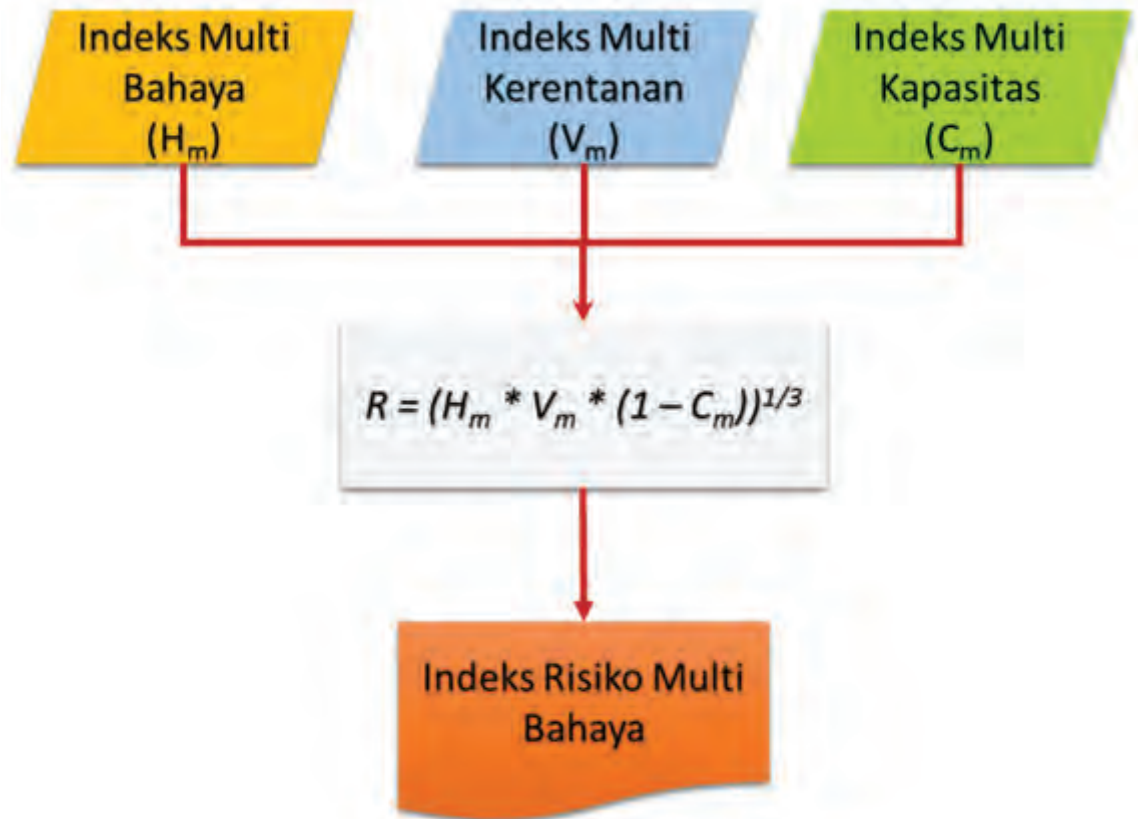 Indeks Multi
Bahaya
(Hₘ)
Indeks Multi
Kerentanan
(Vₘ)
Indeks Multi
Kapasitas
(Cₘ)
R = (Hₘ * Vₘ * (1 – Cₘ))¹/³
Indeks Risiko Multi
Bahaya